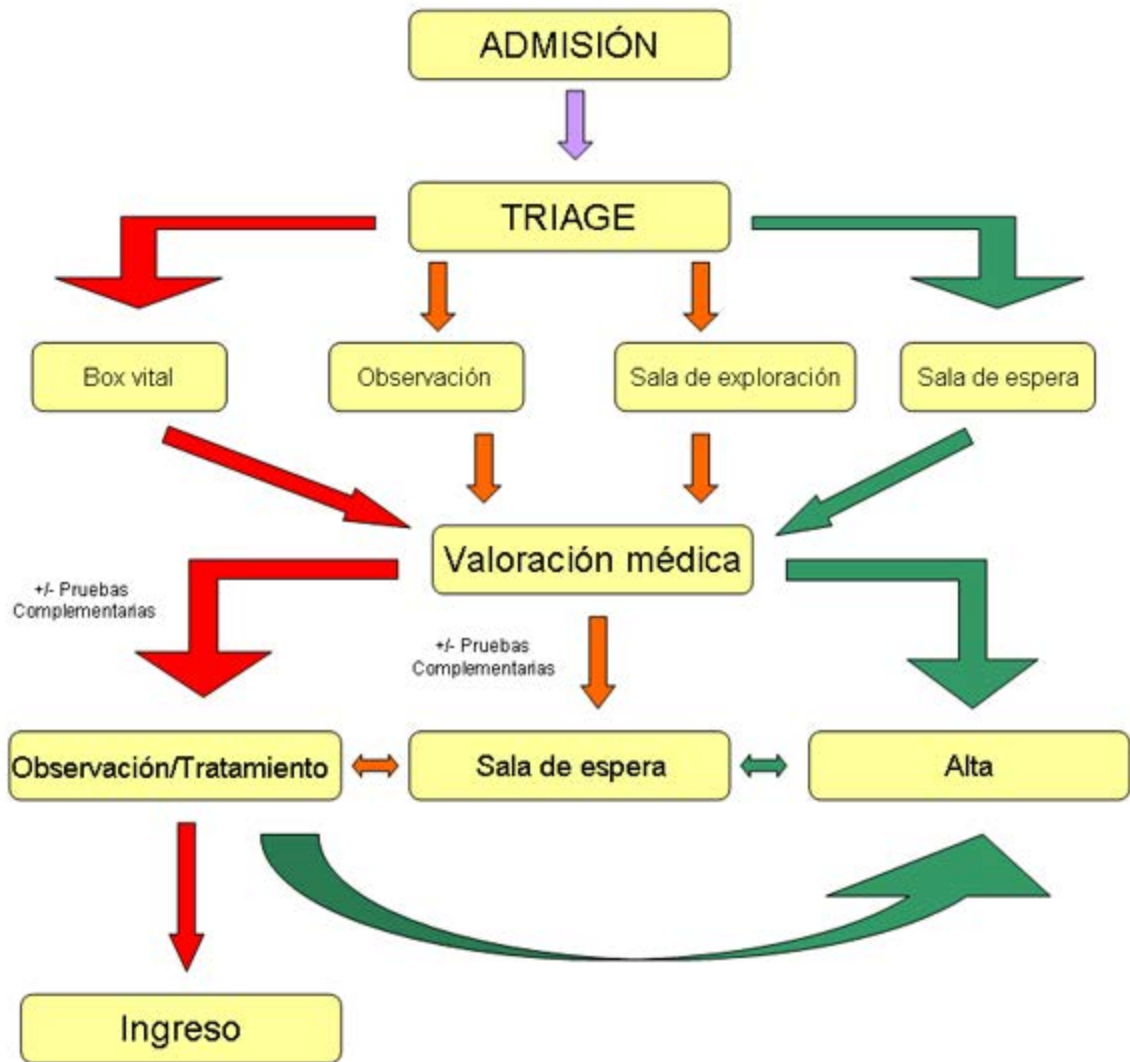 ADMISIÓN
TRIAGE
Box vital
Observación
Sala de exploración
Sala de espera
Valoración médica
+/- Pruebas
Complementarias
+/- Pruebas
Complementarias
Observación/Tratamiento
Sala de espera
Alta
Ingreso